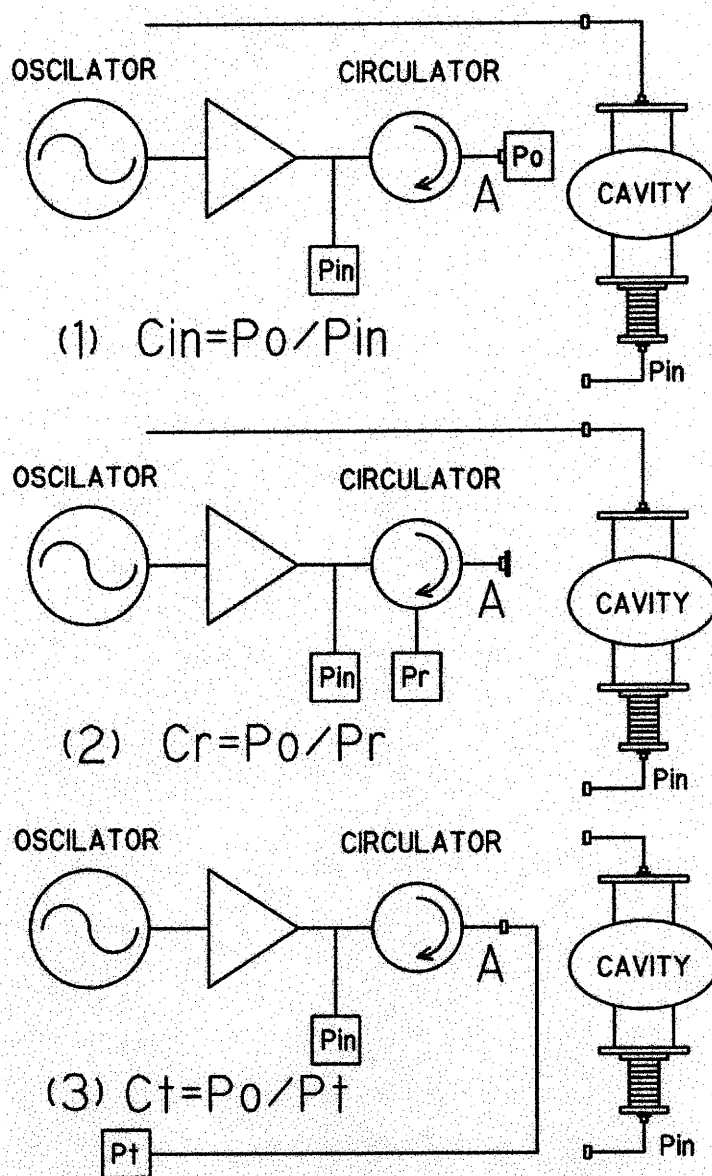 OSCILATOR
CIRCULATOR
Po
A
CAVITY
Pin
(1) Cin=Po/Pin
Pin
OSCILATOR
CIRCULATOR
A
CAVITY
Pin
Pr
(2) Cr=Po/Pr
Pin
OSCILATOR
CIRCULATOR
A
CAVITY
Pin
(3) Ct=Po/Pt
Pt
Pin